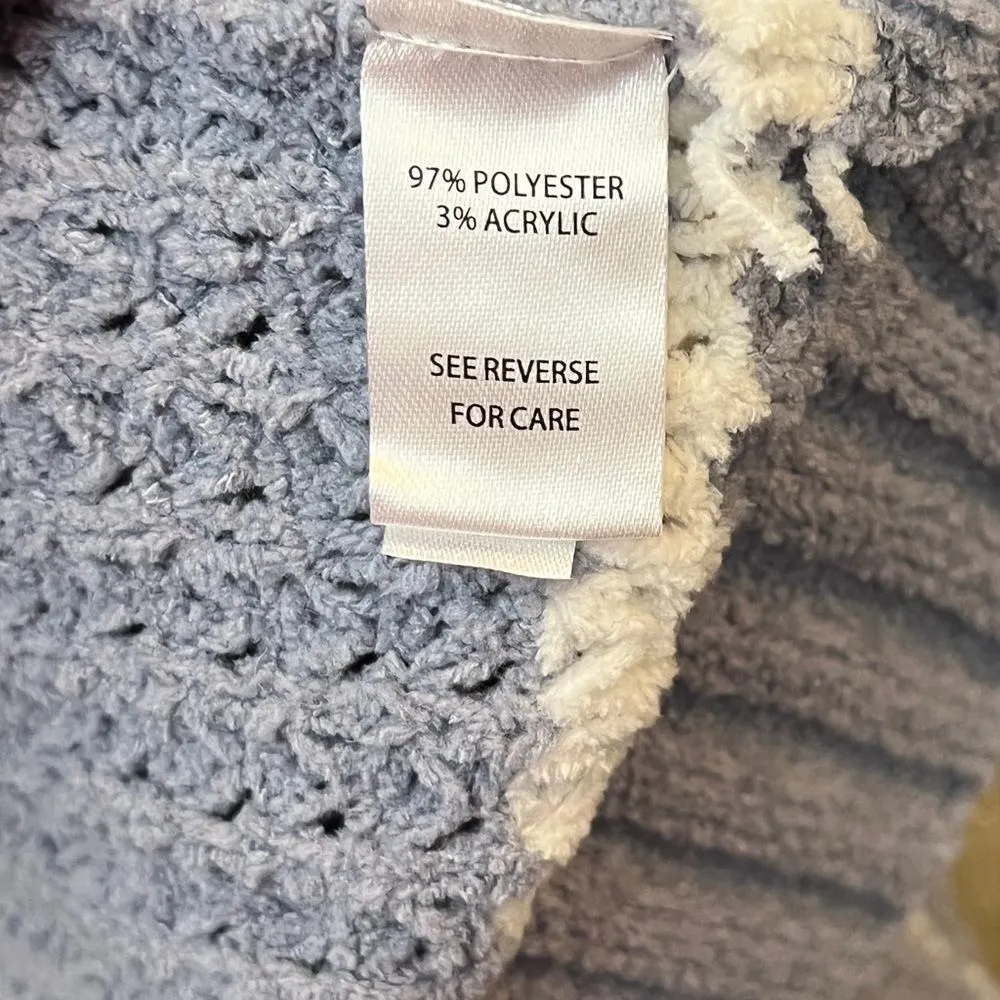 97% POLYESTER
3% ACRYLIC
SEE REVERSE
FOR CARE